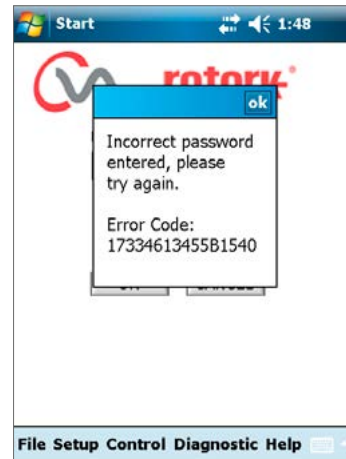 Start 1:48
rotork
ok
Incorrect password
entered, please
try again.
Error Code:
17334613455B1540
CANCEL
File Setup Control Diagnostic Help